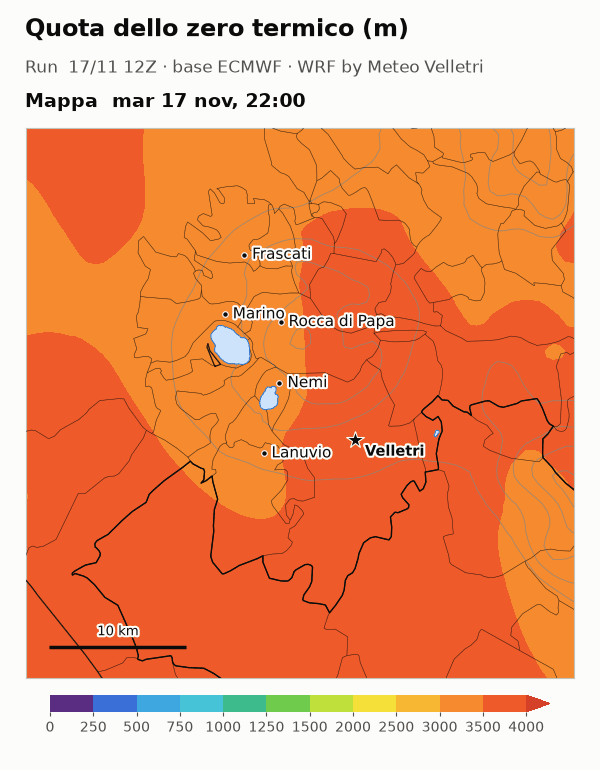 Quota dello zero termico (m)
Run  17/11 12Z · base ECMWF · WRF by Meteo Velletri
Mappa  mar 17 nov, 22:00
Frascati
Marino
Rocca di Papa
Nemi
Velletri
Lanuvio
10 km
0 250 500 750 1000 1250 1500 2000 2500 3000 3500 4000